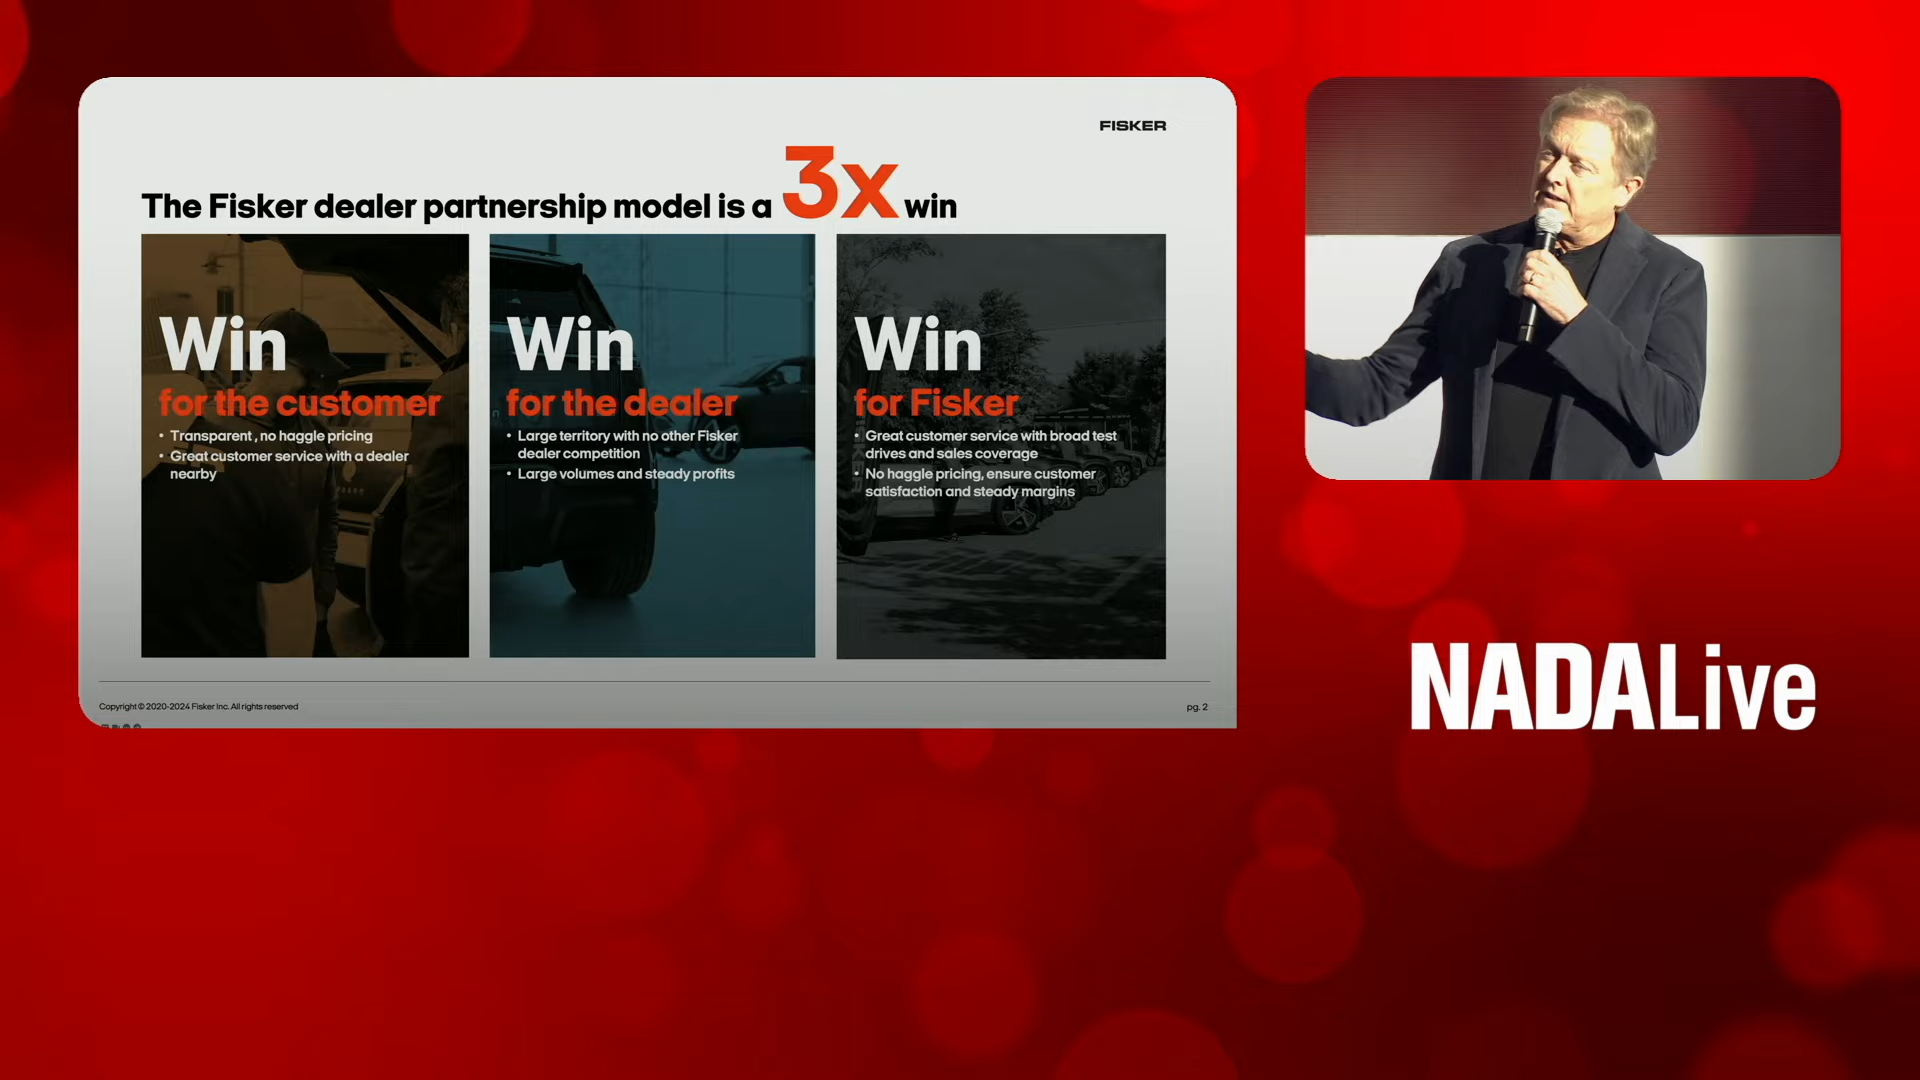 FISKER
The Fisker dealer partnership model is a 3x win
Win
for the customer
• Transparent , no haggle pricing
• Great customer service with a dealer
nearby
Win
for the dealer
• Large territory with no other Fisker
dealer competition
• Large volumes and steady profits
Win
for Fisker
• Great customer service with broad test
drives and sales coverage
• No haggle pricing, ensure customer
satisfaction and steady margins
Copyright © 2020-2024 Fisker Inc. All rights reserved
pg. 2
NADALive